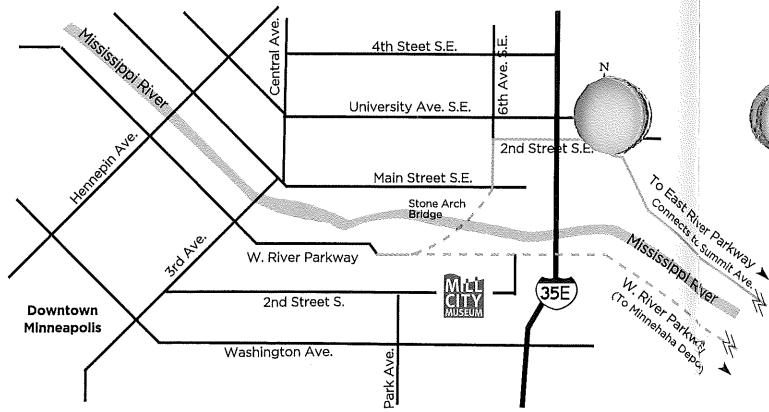 Mississippi River
Central Ave.
4th Steet S.E.
6th Ave. S.E.
N
University Ave. S.E.
2nd Street S.E.
Hennepin Ave.
Main Street S.E.
Stone Arch
Bridge
To East River Parkway
Connects to Summit Ave.
3rd Ave.
W. River Parkway
Mississippi River
MILL
CITY
MUSEUM
35E
2nd Street S.
W. River Parkway
(To Minnehaha Depot)
Downtown
Minneapolis
Washington Ave.
Park Ave.